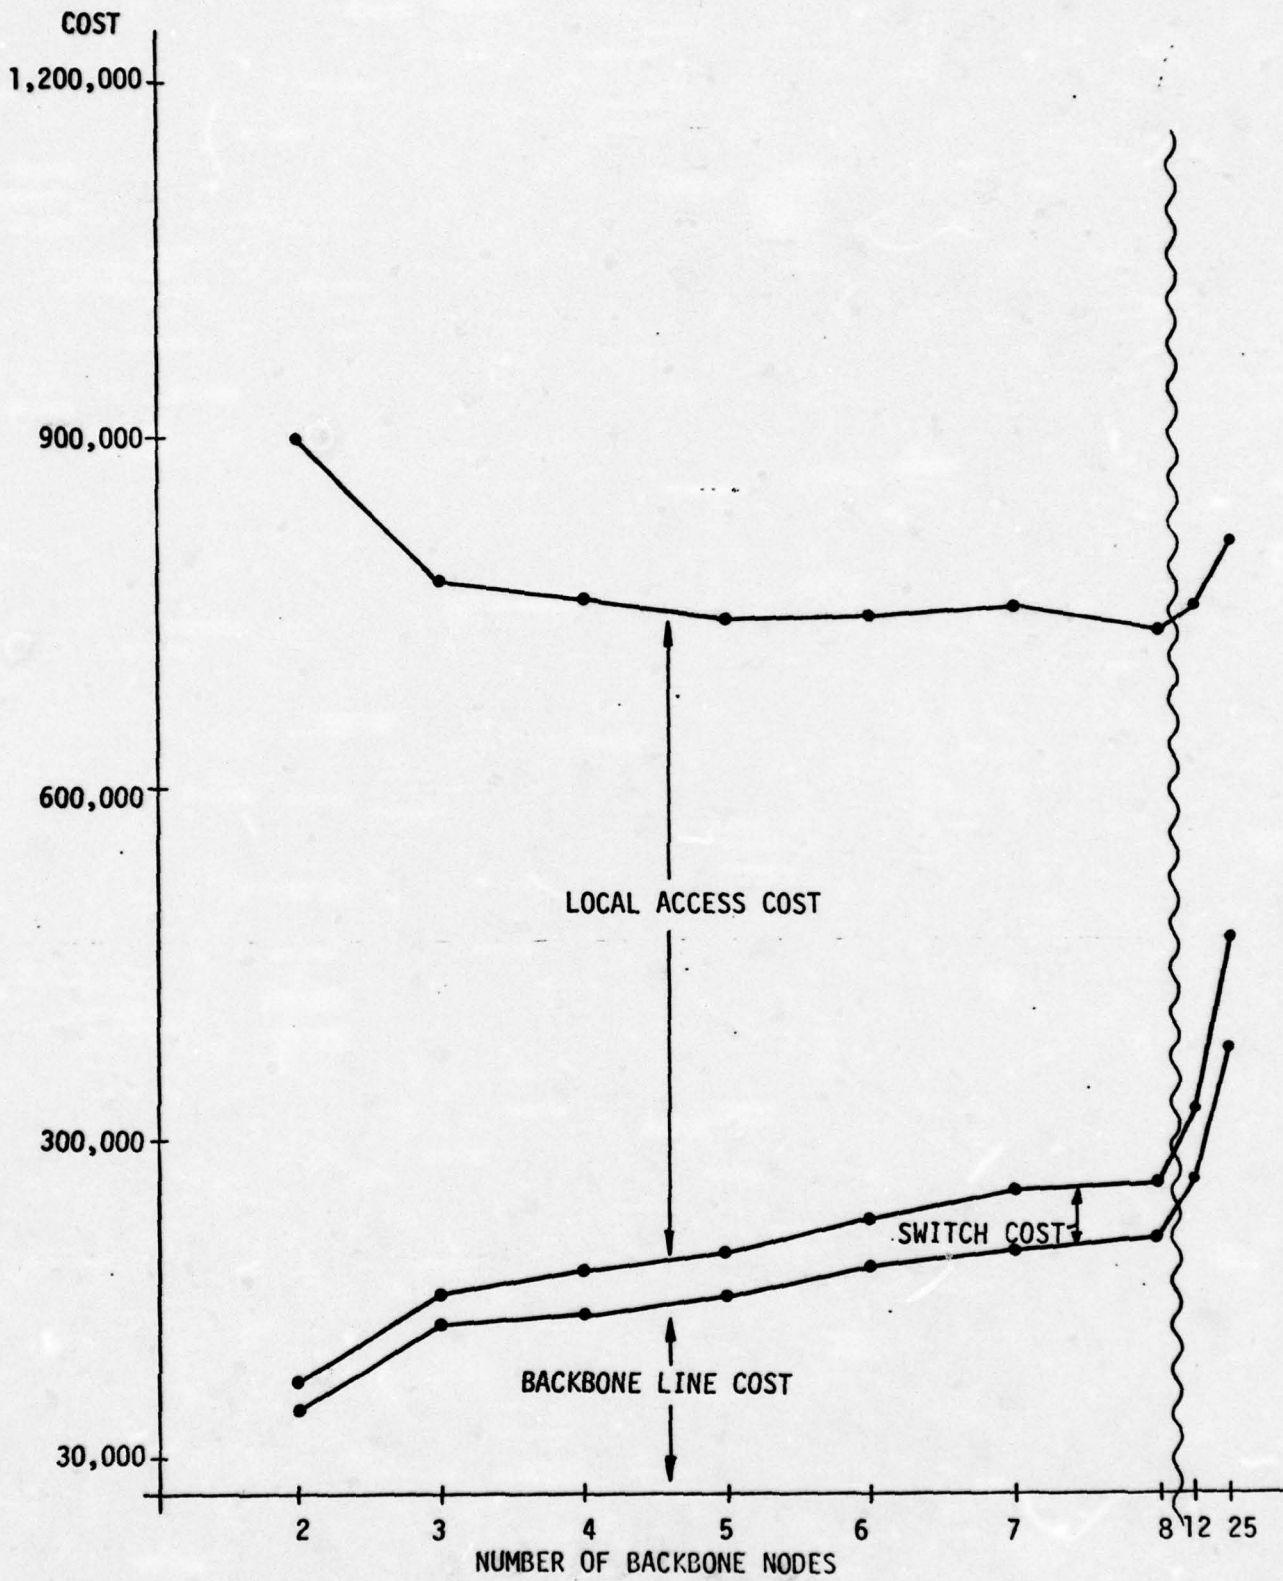 COST
1,200,000
900,000
600,000
LOCAL ACCESS COST
300,000
SWITCH COST
BACKBONE LINE COST
30,000
2 3 4 5 6 7 8 12 25
NUMBER OF BACKBONE NODES